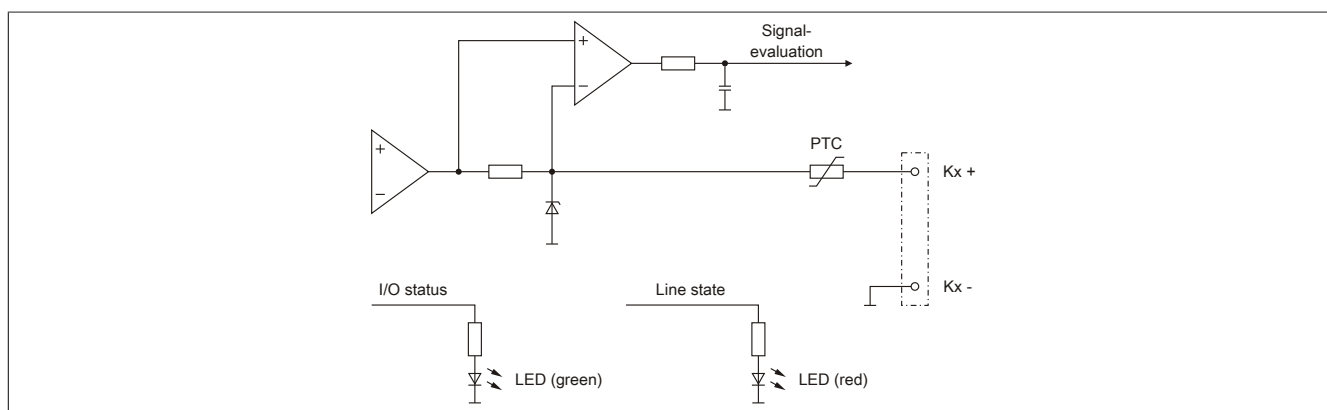 Signal-
evaluation
+
−
PTC
+
−
Kx +
Kx -
I/O status
Line state
LED (green)
LED (red)